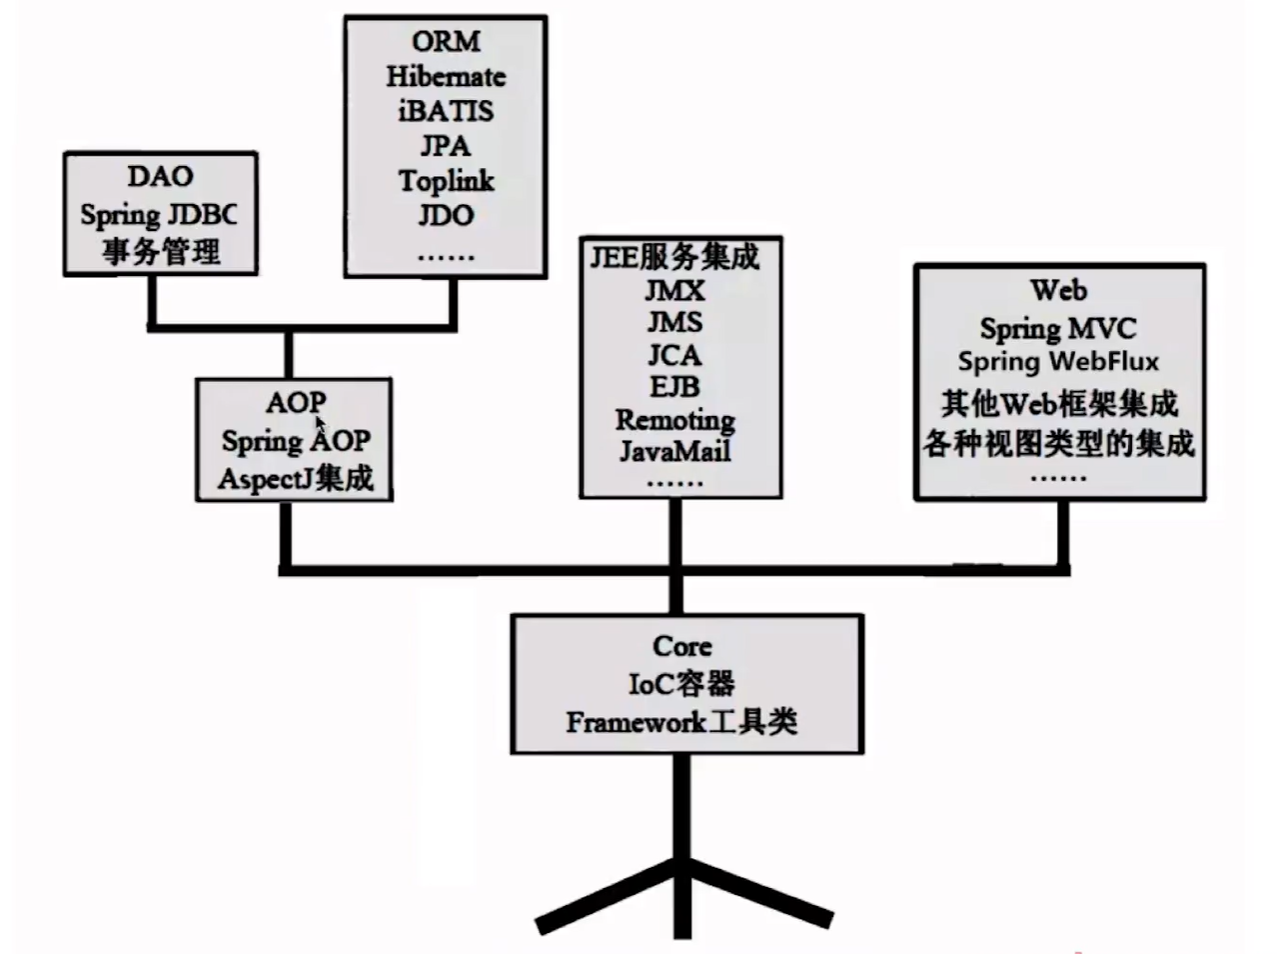 ORM
Hibernate
iBATIS
JPA
Toplink
JDO
......
DAO
Spring JDBC
事务管理
AOP
Spring AOP
AspectJ集成
JEE服务集成
JMX
JMS
JCA
EJB
Remoting
JavaMail
......
Web
Spring MVC
Spring WebFlux
其他Web框架集成
各种视图类型的集成
......
Core
IoC容器
Framework工具类